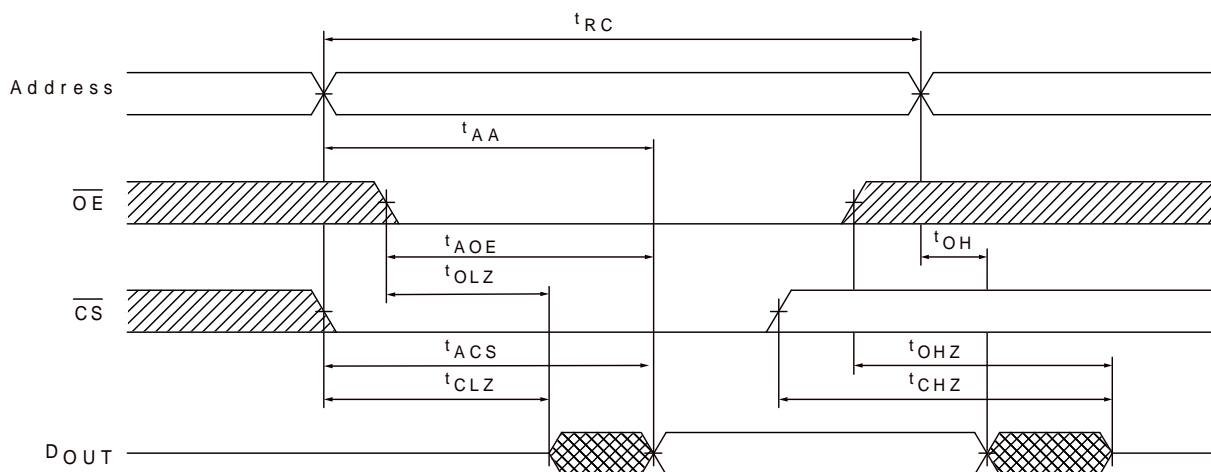 tRC
Address
tAA
OE
tAOE
tOH
tOLZ
CS
tACS
tOHZ
tCLZ
tCHZ
DOUT